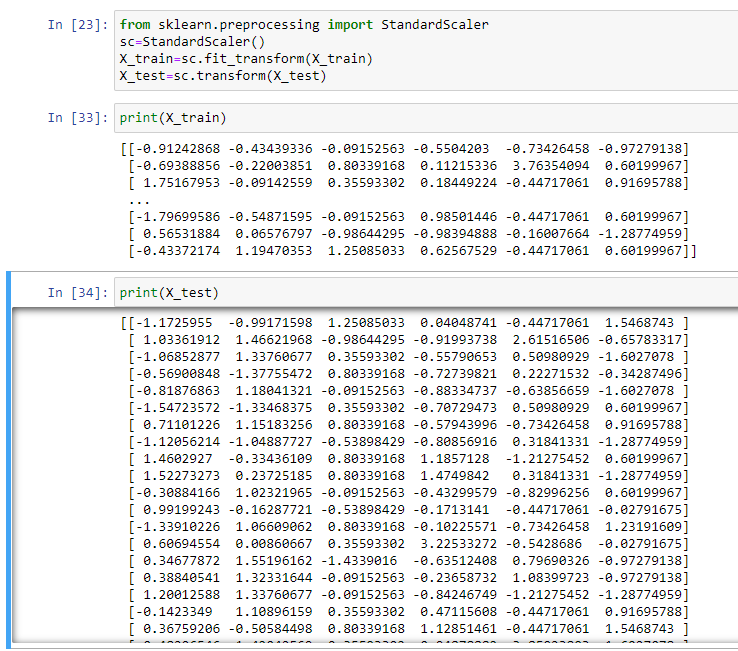 In [23]: from sklearn.preprocessing import StandardScaler
sc=StandardScaler()
X_train=sc.fit_transform(X_train)
X_test=sc.transform(X_test)
In [33]: print(X_train)
[[-0.91242868 -0.43439336 -0.09152563 -0.5504203  -0.73426458 -0.97279138]
 [-0.69388856 -0.22003851  0.80339168  0.11215336  3.76354094  0.60199967]
 [ 1.75167953 -0.09142559  0.35593302  0.18449224 -0.44717061  0.91695788]
 ...
 [-1.79699586 -0.54871595 -0.09152563  0.98501446 -0.44717061  0.60199967]
 [ 0.56531884  0.06576797 -0.98644295 -0.98394888 -0.16007664 -1.28774959]
 [-0.43372174  1.19470353  1.25085033  0.62567529 -0.44717061  0.60199967]]
In [34]: print(X_test)
[[-1.1725955  -0.99171598  1.25085033  0.04048741 -0.44717061  1.5468743 ]
 [ 1.03361912  1.46621968 -0.98644295 -0.91993738  2.61516506 -0.65783317]
 [-1.06852877  1.33760677  0.35593302 -0.55790653  0.50980929 -1.6027078 ]
 [-0.56900848 -1.37755472  0.80339168 -0.72739821  0.22271532 -0.34287496]
 [-0.81876863  1.18041321 -0.09152563 -0.88334737 -0.63856659 -1.6027078 ]
 [-1.54723572 -1.33468375  0.35593302 -0.70729473  0.50980929  0.60199967]
 [ 0.71101226  1.15183256  0.80339168 -0.57943996 -0.73426458  0.91695788]
 [-1.12056214 -1.04887727 -0.53898429 -0.80856916  0.31841331 -1.28774959]
 [ 1.4602927  -0.33436109  0.80339168  1.1857128  -1.21275452  0.60199967]
 [ 1.52273273  0.23725185  0.80339168  1.4749842   0.31841331 -1.28774959]
 [-0.30884166  1.02321965 -0.09152563 -0.43299579 -0.82996256  0.60199967]
 [ 0.99199243 -0.16287721 -0.53898429 -0.1713141  -0.44717061 -0.02791675]
 [-1.33910226  1.06609062  0.80339168 -0.10225571 -0.73426458  1.23191609]
 [ 0.60694554  0.00860667  0.35593302  3.22533272 -0.5428686  -0.02791675]
 [ 0.34677872  1.55196162 -1.4339016  -0.63512408  0.79690326 -0.97279138]
 [ 0.38840541  1.32331644 -0.09152563 -0.23658732  1.08399723 -0.97279138]
 [ 1.20012588  1.33760677 -0.09152563 -0.84246749 -1.21275452 -1.28774959]
 [-0.1423349   1.10896159  0.35593302  0.47115608 -0.44717061  0.91695788]
 [ 0.36759206 -0.50584498  0.80339168  1.12851461 -0.44717061  1.5468743 ]